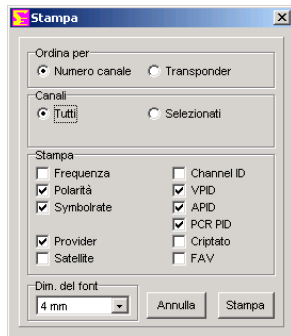 Stampa
Ordina per
Numero canale Transponder
Canali
Tutti Selezionati
Stampa
Frequenza Channel ID
Polarità VPID
Symbolrate APID
PCR PID
Provider Criptato
Satellite FAV
Dim. del font
4 mm Annulla Stampa